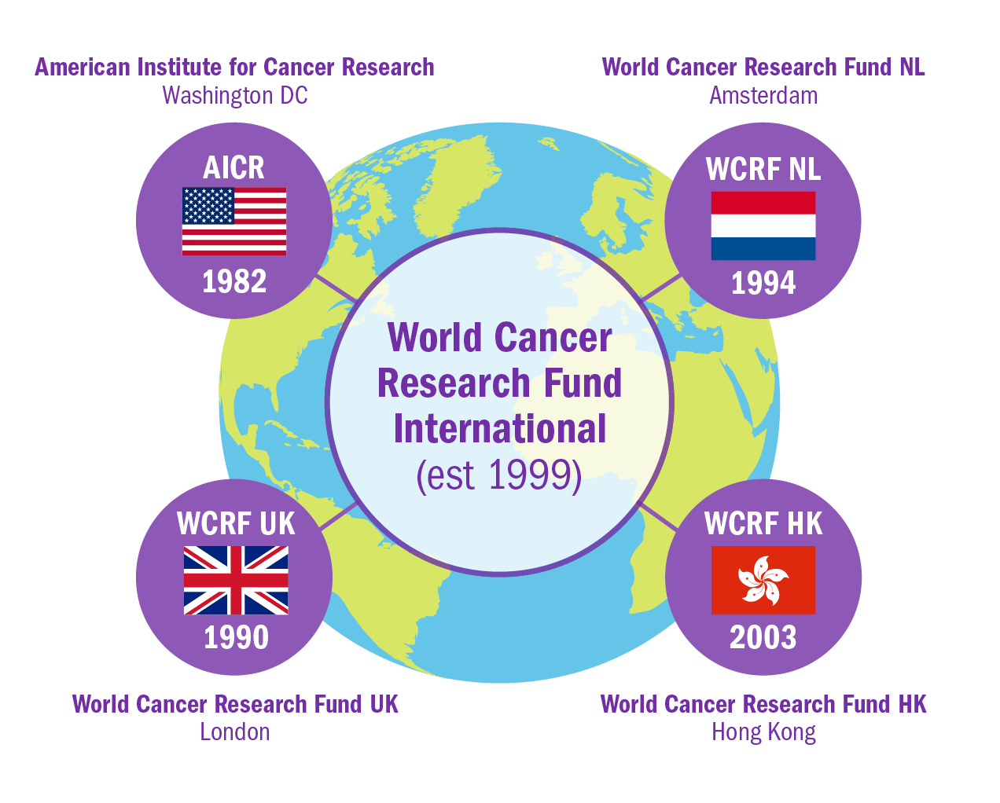 American Institute for Cancer Research
Washington DC
AICR
1982
World Cancer Research Fund NL
Amsterdam
WCRF NL
1994
World Cancer
Research Fund
International
(est 1999)
WCRF UK
1990
World Cancer Research Fund UK
London
WCRF HK
2003
World Cancer Research Fund HK
Hong Kong